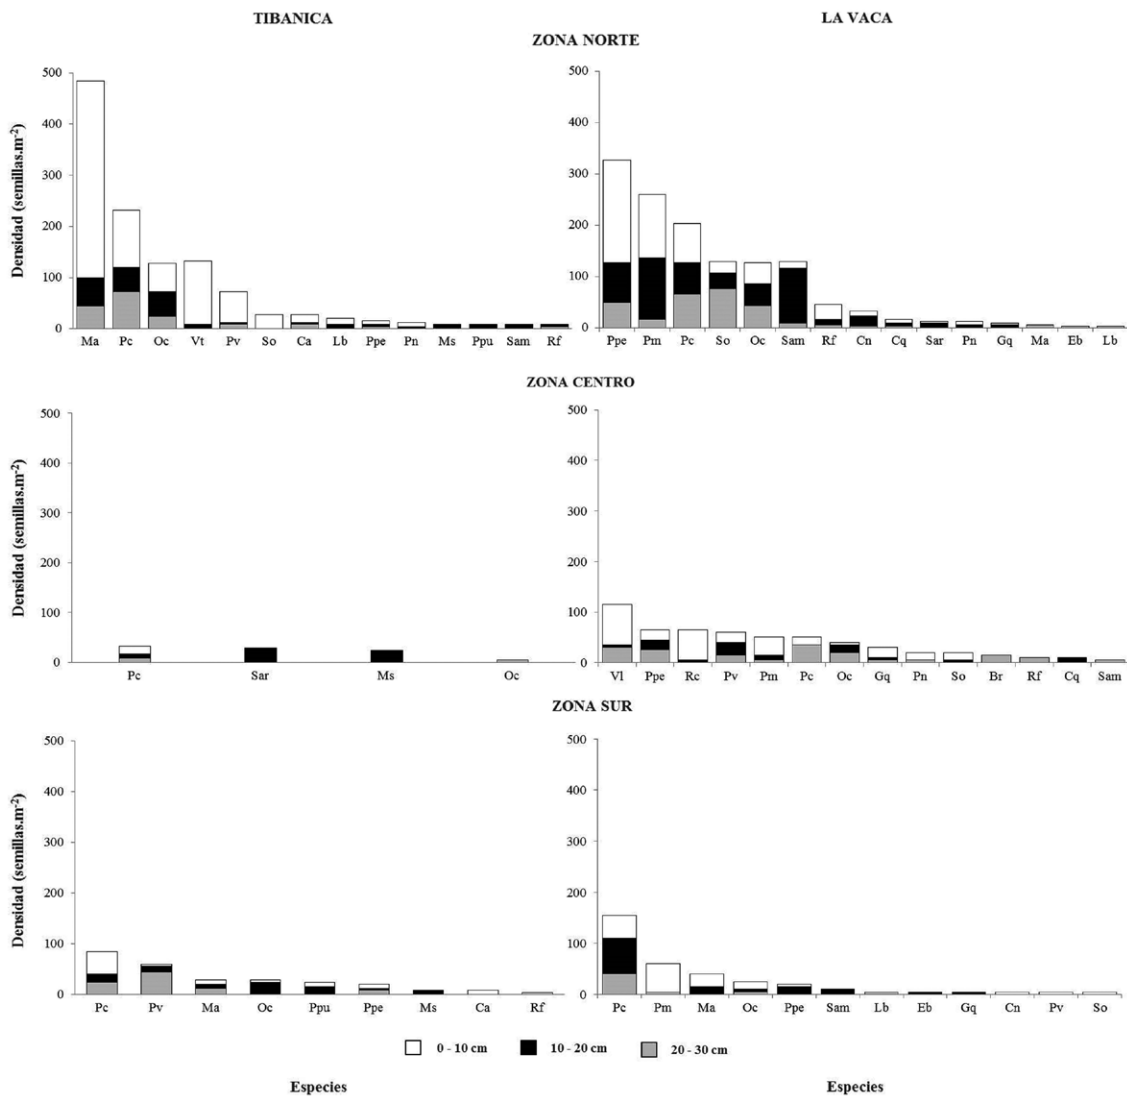 TIBANICA
LA VACA
ZONA NORTE
Densidad (semillas.m-2)
500
400
300
200
100
0
Ma Pc Oc Vt Pv So Ca Lb Ppe Pn Ms Ppu Sam Rf
500
400
300
200
100
0
Ppe Pm Pc So Oc Sam Rf Cn Cq Sar Pn Gq Ma Eb Lb
ZONA CENTRO
Densidad (semillas.m-2)
500
400
300
200
100
0
Pc Sar Ms Oc
500
400
300
200
100
0
Vl Ppe Rc Pv Pm Pc Oc Gq Pn So Br Rf Cq Sam
ZONA SUR
Densidad (semillas.m-2)
500
400
300
200
100
0
Pc Pv Ma Oc Ppu Ppe Ms Ca Rf
500
400
300
200
100
0
Pc Pm Ma Oc Ppe Sam Lb Eb Gq Cn Pv So
0 - 10 cm 10 - 20 cm 20 - 30 cm
Especies
Especies